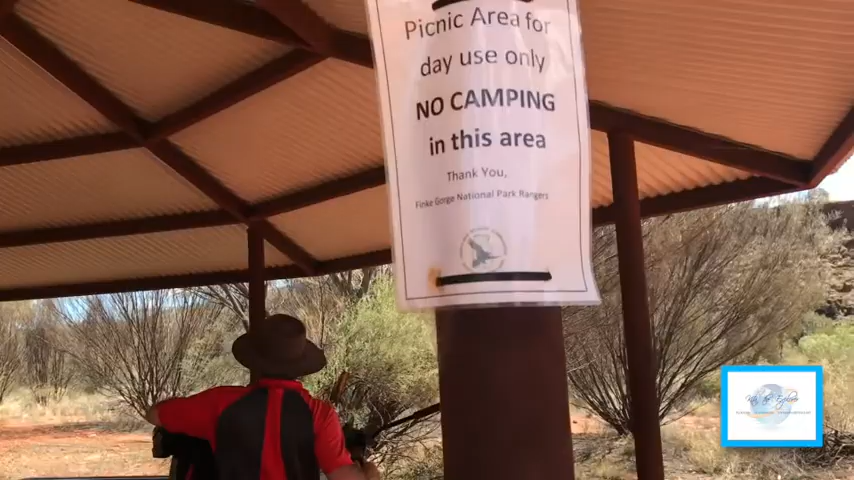 Picnic Area for
day use only
NO CAMPING
in this area
Thank You,
Finke Gorge National Park Rangers